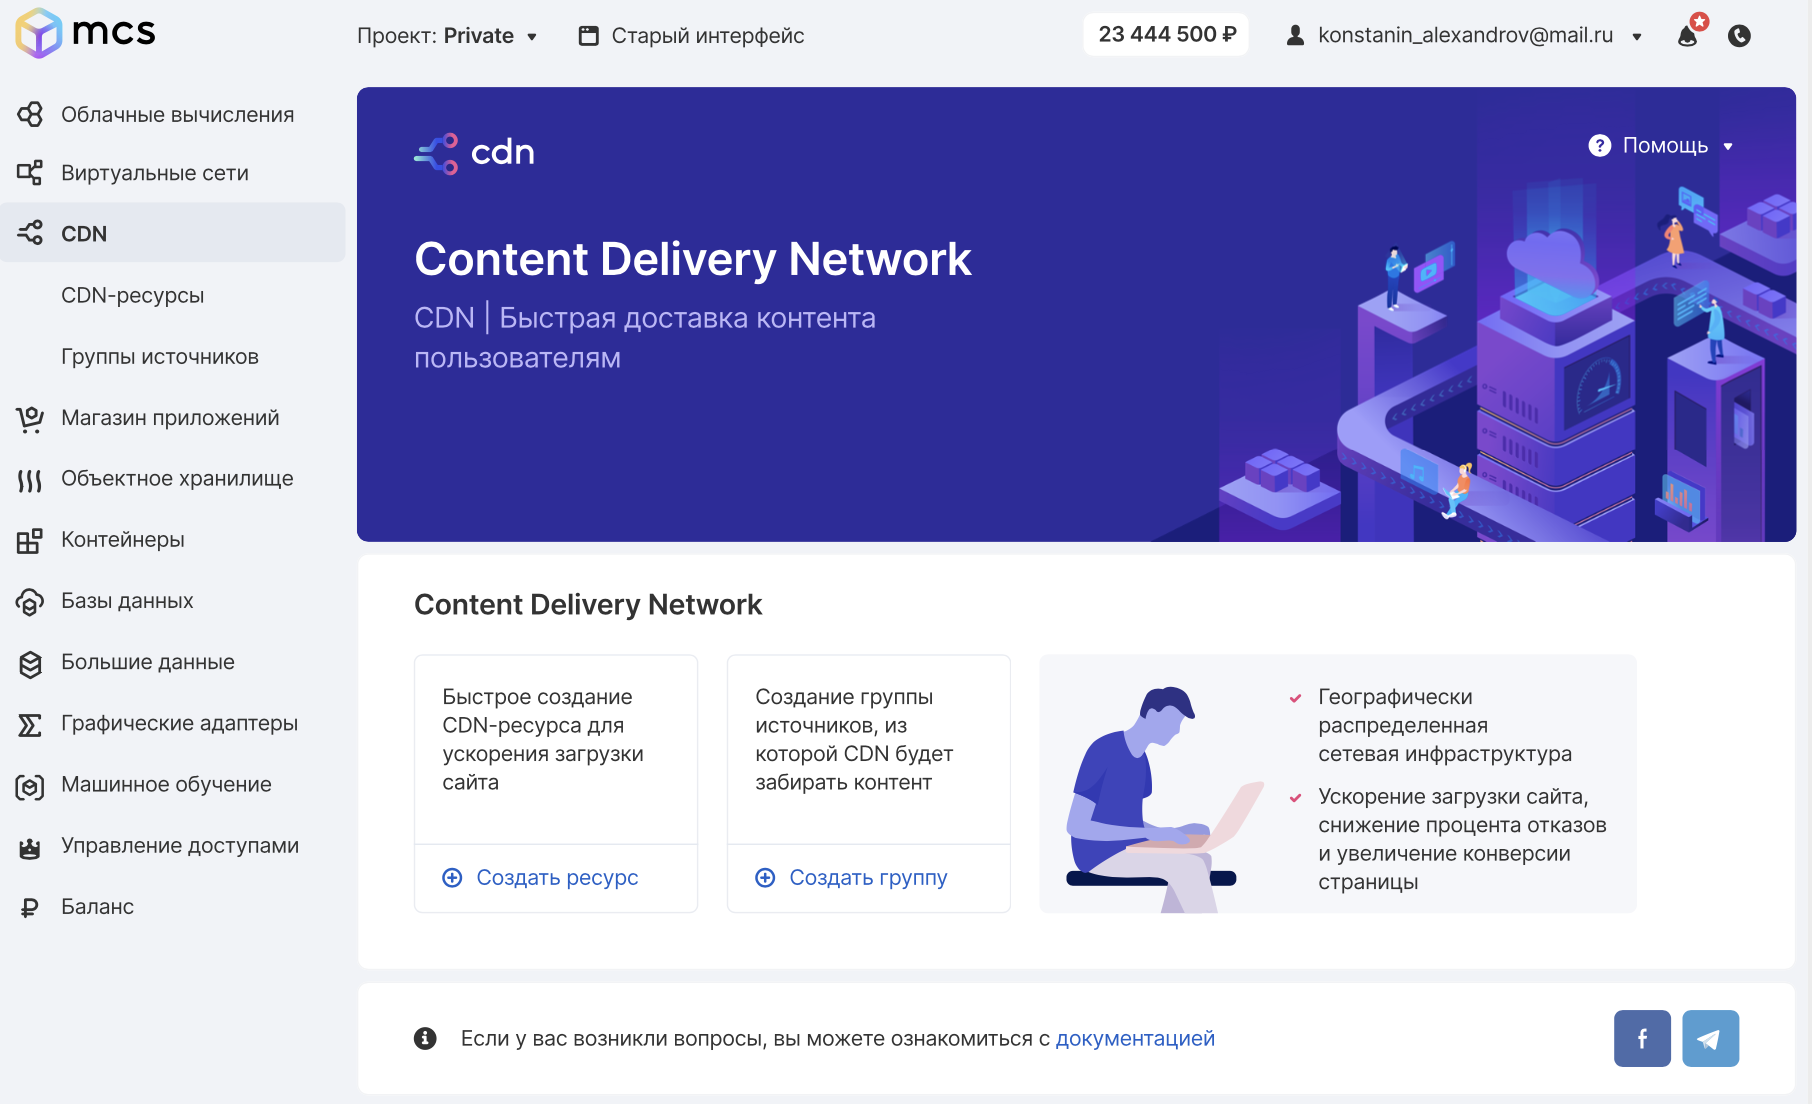 mcs
Проект: Private
Старый интерфейс
23 444 500 ₽
konstanin_alexandrov@mail.ru
Облачные вычисления
Виртуальные сети
CDN
CDN-ресурсы
Группы источников
Магазин приложений
Объектное хранилище
Контейнеры
Базы данных
Большие данные
Графические адаптеры
Машинное обучение
Управление доступами
Баланс
cdn
Помощь
Content Delivery Network
CDN | Быстрая доставка контента
пользователям
Content Delivery Network
Быстрое создание
CDN-ресурса для
ускорения загрузки
сайта
Создать ресурс
Создание группы
источников, из
которой CDN будет
забирать контент
Создать группу
Географически
распределенная
сетевая инфраструктура
Ускорение загрузки сайта,
снижение процента отказов
и увеличение конверсии
страницы
Если у вас возникли вопросы, вы можете ознакомиться с документацией